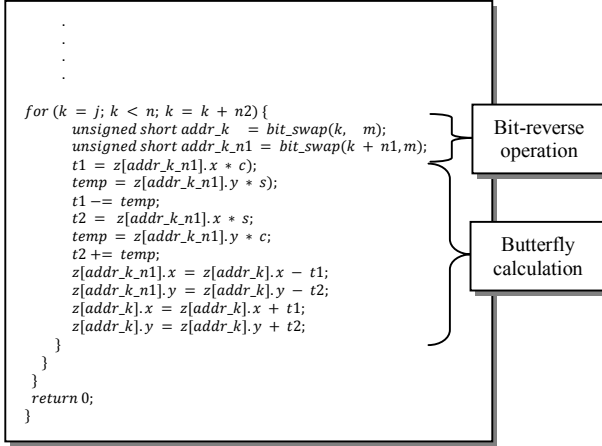 .
.
.
.
for (k = j; k < n; k = k + n2) {
unsigned short addr_k = bit_swap(k, m);
unsigned short addr_k_n1 = bit_swap(k + n1,m);
t1 = z[addr_k_n1].x * c);
temp = z[addr_k_n1].y * s);
t1 −= temp;
t2 = z[addr_k_n1].x * s;
temp = z[addr_k_n1].y * c;
t2 += temp;
z[addr_k_n1].x = z[addr_k].x − t1;
z[addr_k_n1].y = z[addr_k].y − t2;
z[addr_k].x = z[addr_k].x + t1;
z[addr_k].y = z[addr_k].y + t2;
}
}
}
return 0;
}
Bit-reverse
operation
Butterfly
calculation